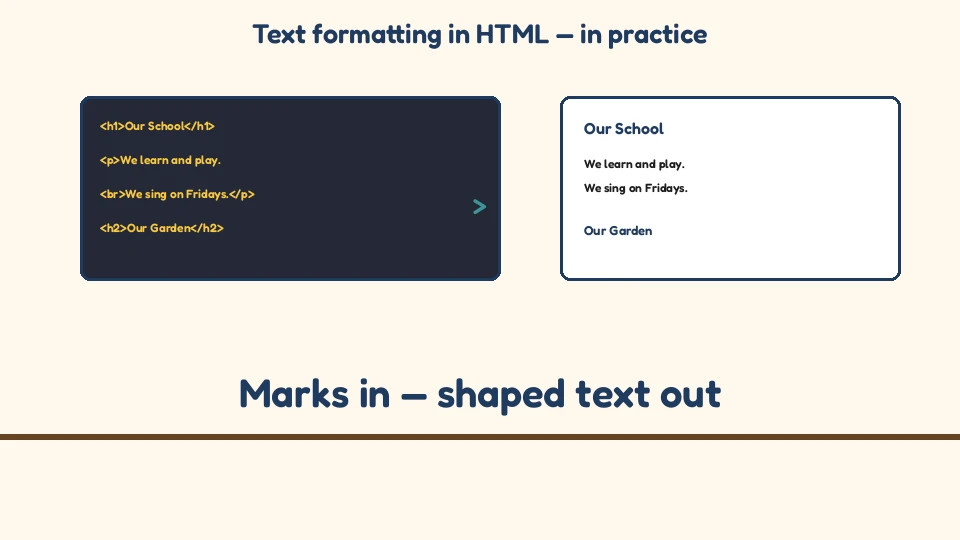 Text formatting in HTML — in practice
<h1>Our School</h1>
<p>We learn and play.
<br>We sing on Fridays.</p>
<h2>Our Garden</h2>
>
Our School
We learn and play.
We sing on Fridays.
Our Garden
Marks in — shaped text out